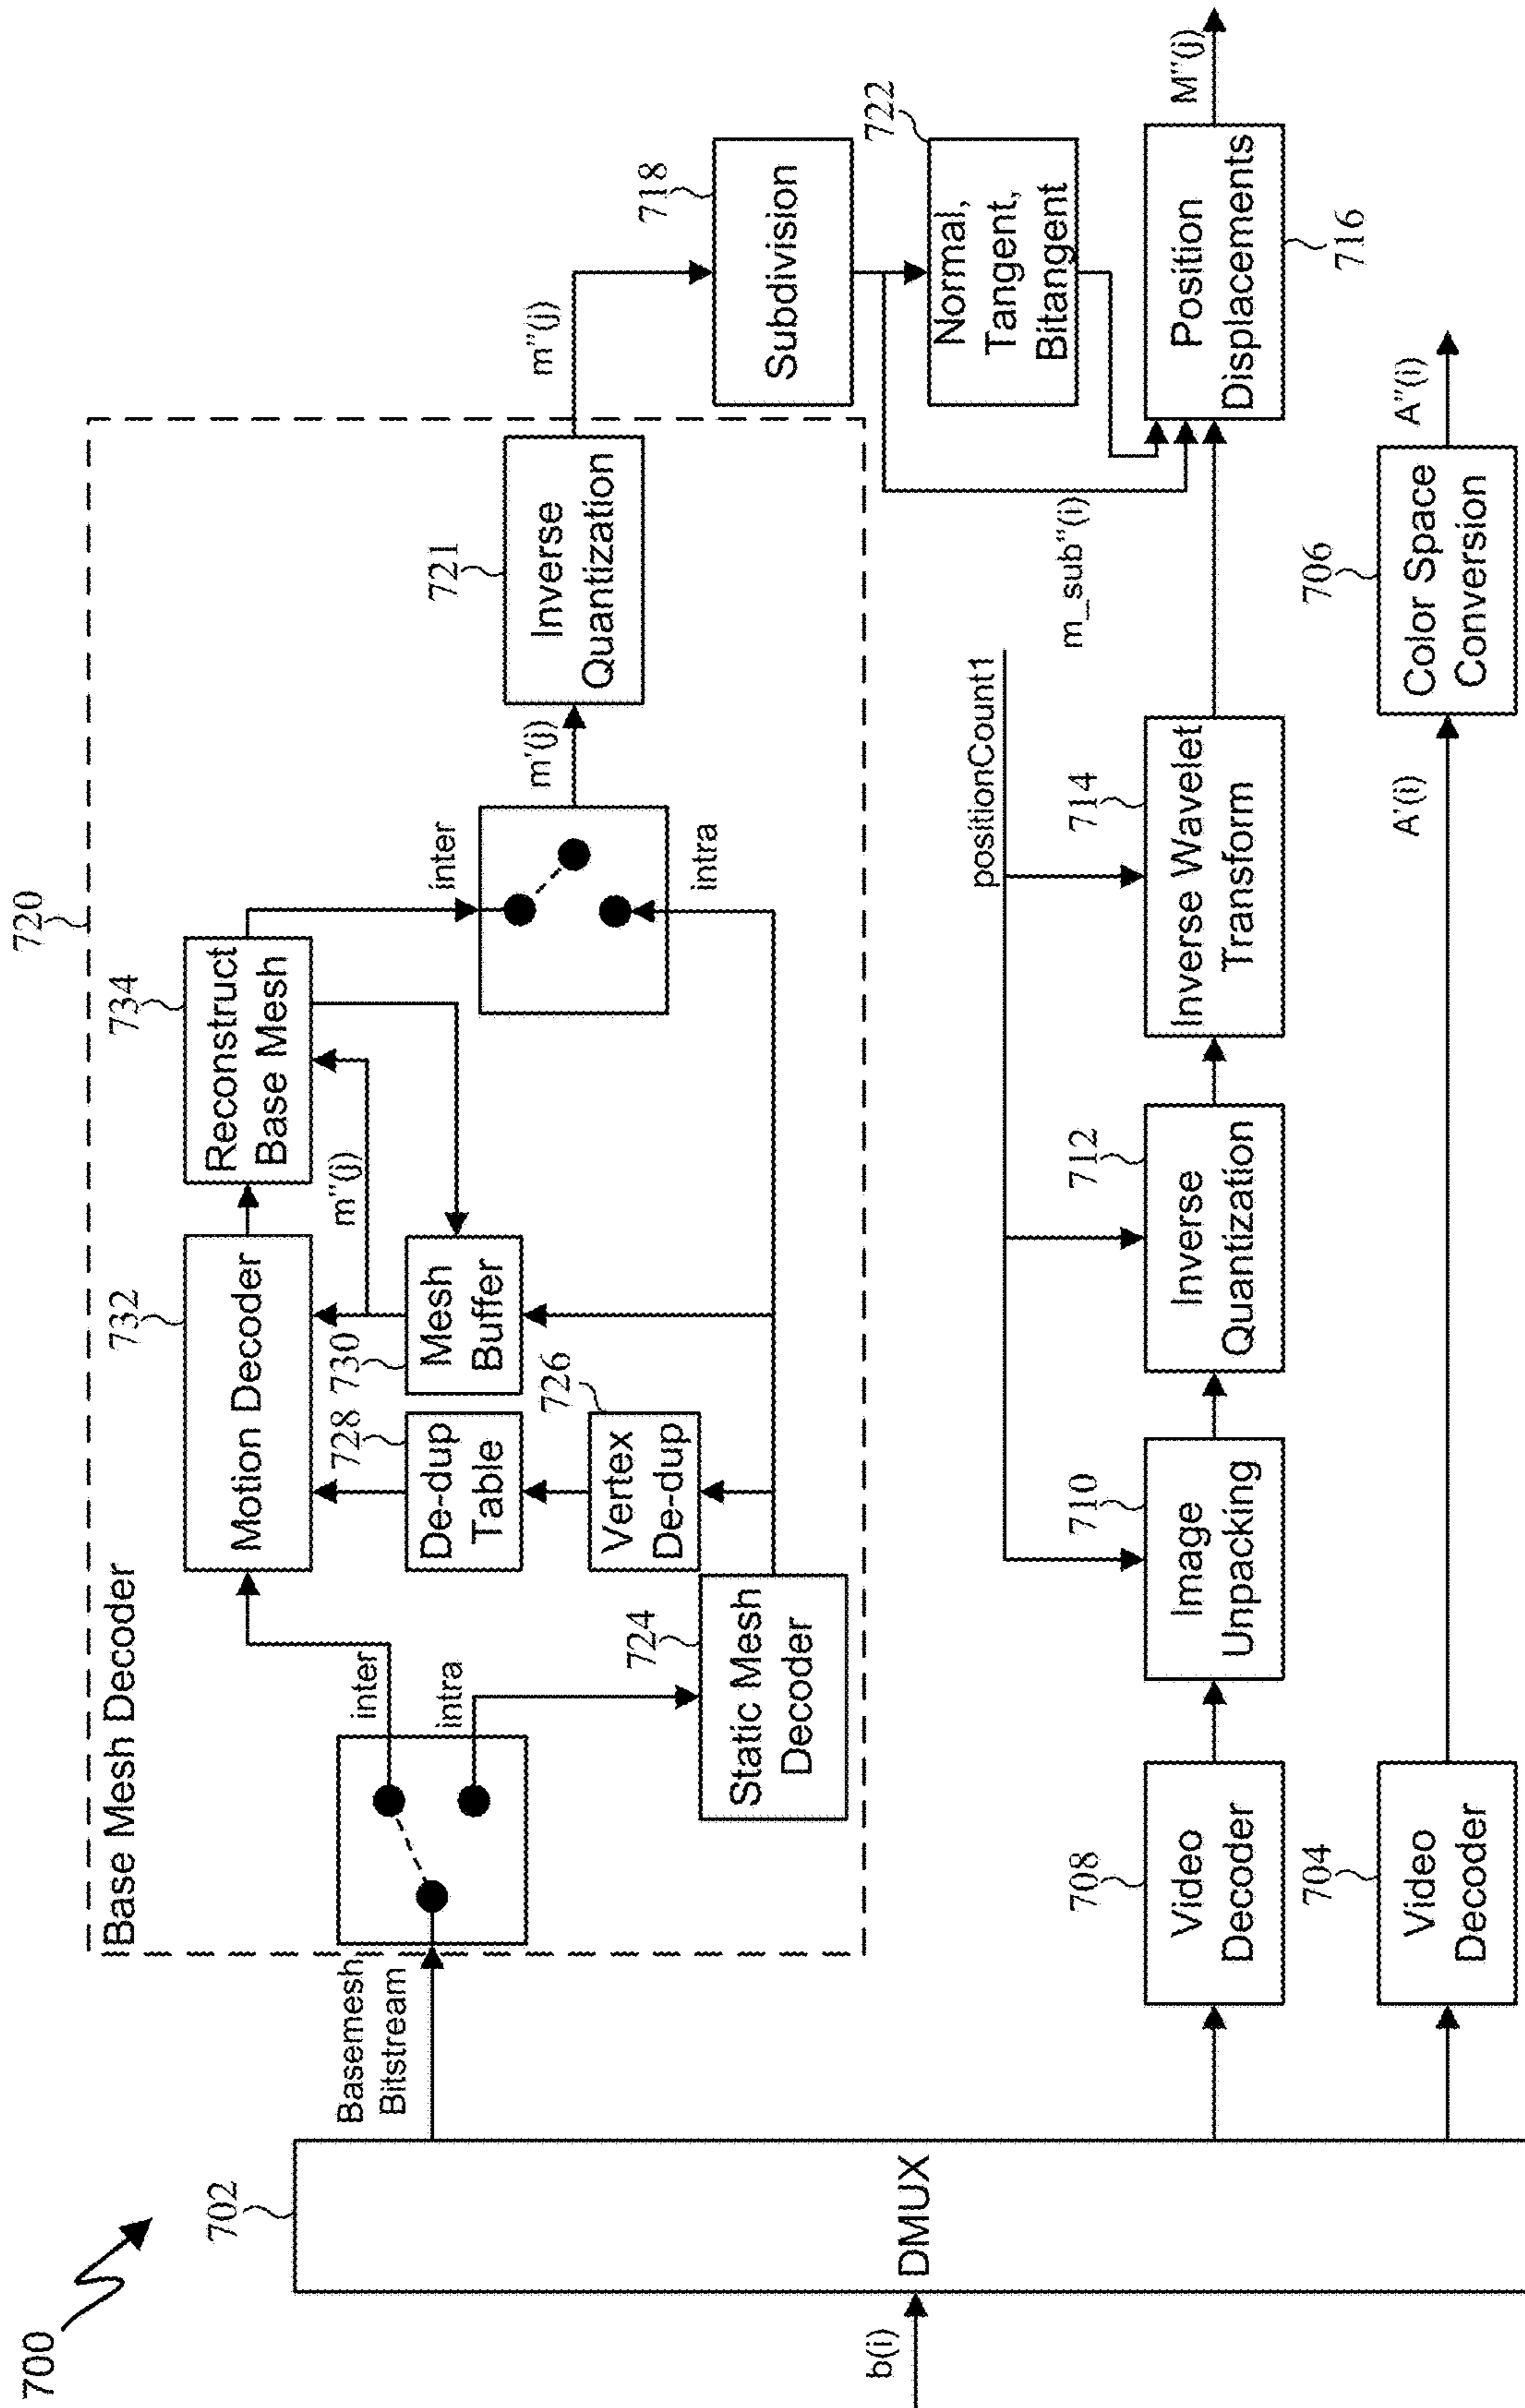 700
702
b(i)
DMUX
Basemesh
Bitstream
720
Base Mesh Decoder
inter
intra
724
Static Mesh
Decoder
732
Motion Decoder
728
De-dup
Table
726
Vertex
De-dup
730
Mesh
Buffer
m''(j)
734
Reconstruct
Base Mesh
inter
intra
m'(j)
721
Inverse
Quantization
m''(j)
718
Subdivision
722
Normal,
Tangent,
Bitangent
m_sub''(i)
positionCount1
708
Video
Decoder
710
Image
Unpacking
712
Inverse
Quantization
714
Inverse Wavelet
Transform
Position
Displacements
716
M''(j)
704
Video
Decoder
A'(i)
706
Color Space
Conversion
A''(i)